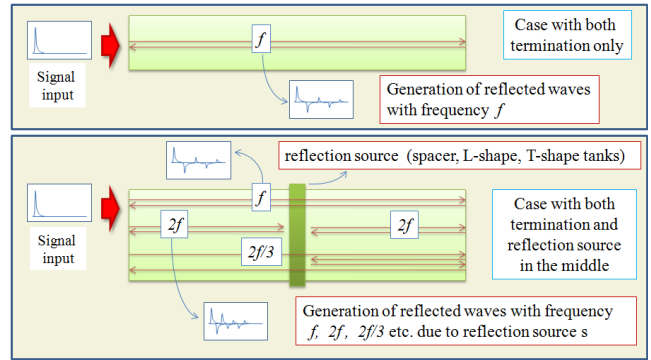 Case with both
termination only
f
Signal
input
Generation of reflected waves
with frequency f
reflection source (spacer, L-shape, T-shape tanks)
f
2f
2f
2f/3
Signal
input
Case with both
termination and
reflection source
in the middle
Generation of reflected waves with frequency
f, 2f , 2f/3 etc. due to reflection source s